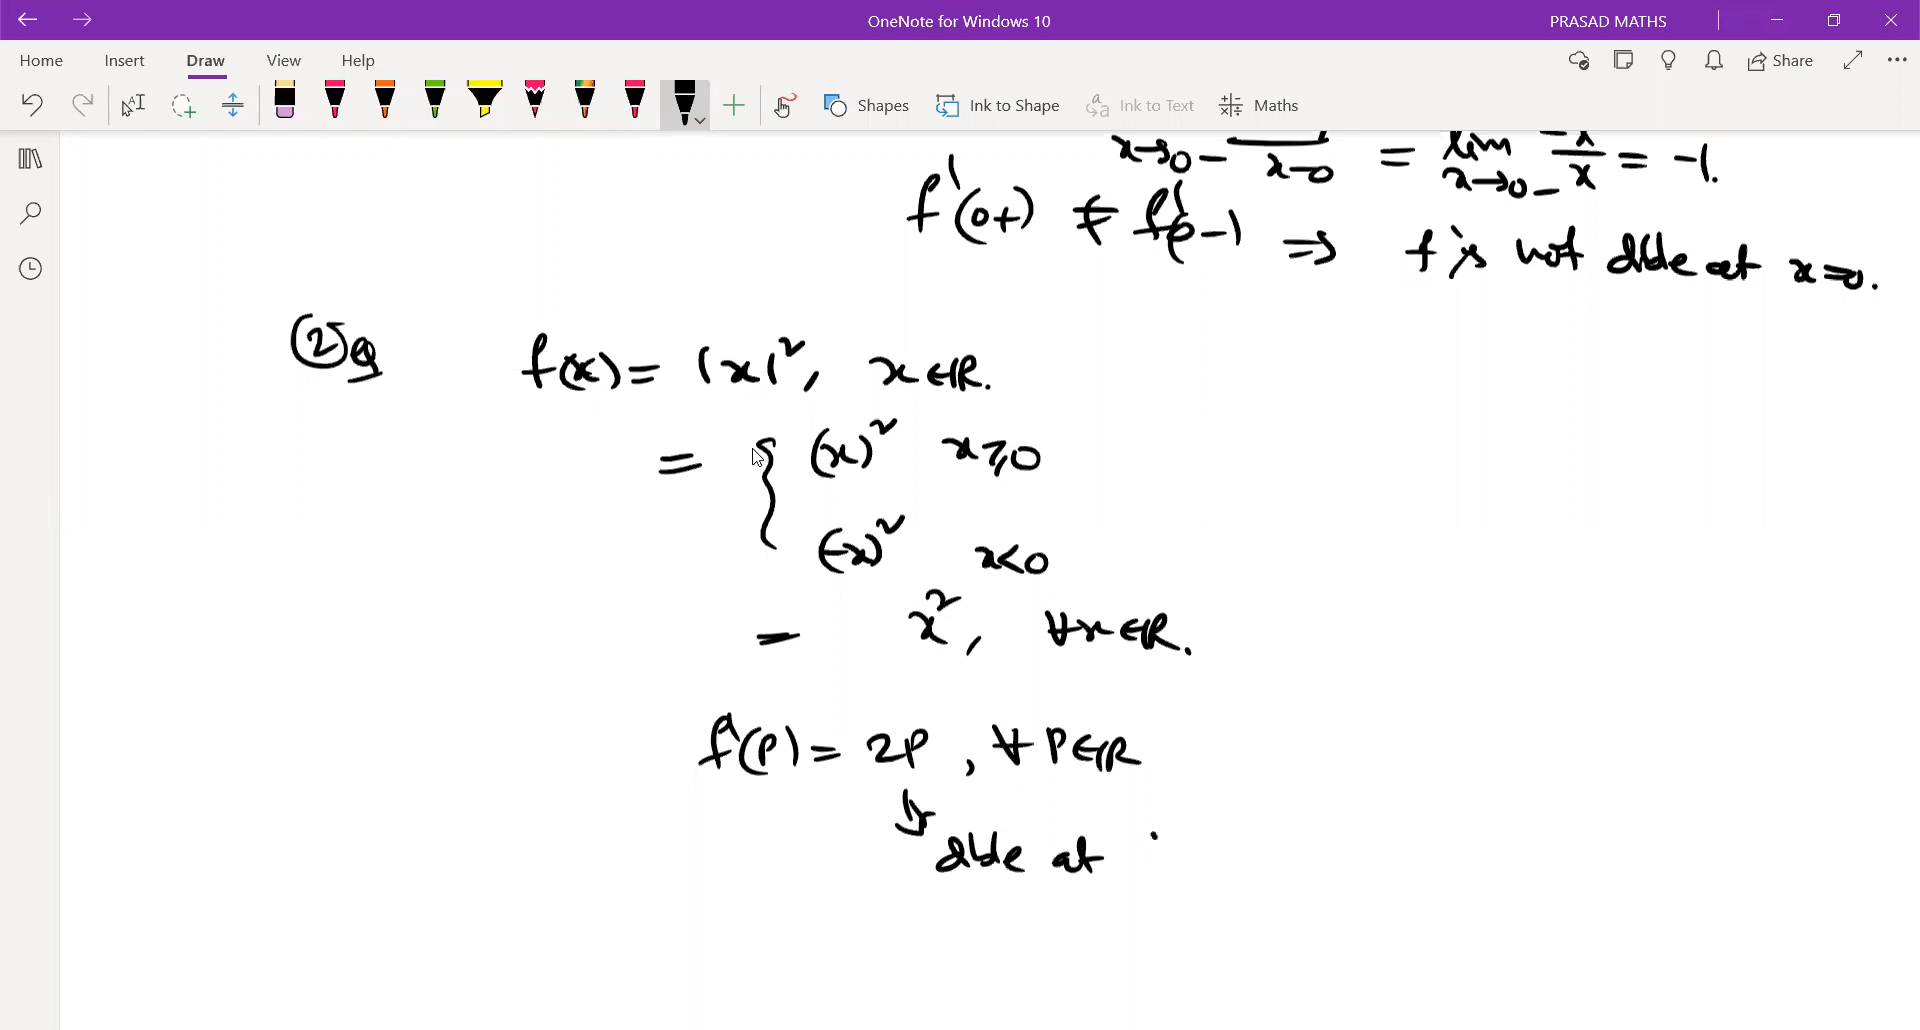 OneNote for Windows 10
PRASAD MATHS
Home Insert Draw View Help
Share
Shapes Ink to Shape Ink to Text Maths
x→0− x−0 = lim x→0− −x/x = −1.
f'(0+) ≠ f'(0−) ⇒ f is not dble at x=0.
(2) f(x) = |x|², x∈ℝ.
= { (x)² x≥0
(−x)² x<0
= x², ∀x∈ℝ.
f'(p) = 2p, ∀ p∈ℝ
⇓
dble at